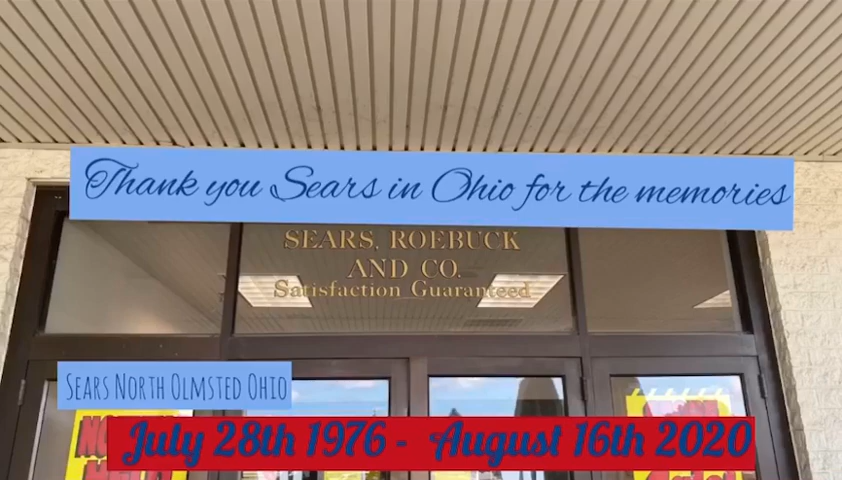 Thank you Sears in Ohio for the memories
SEARS, ROEBUCK
AND CO.
Satisfaction Guaranteed
SEARS NORTH OLMSTED OHIO
July 28th 1976 - August 16th 2020